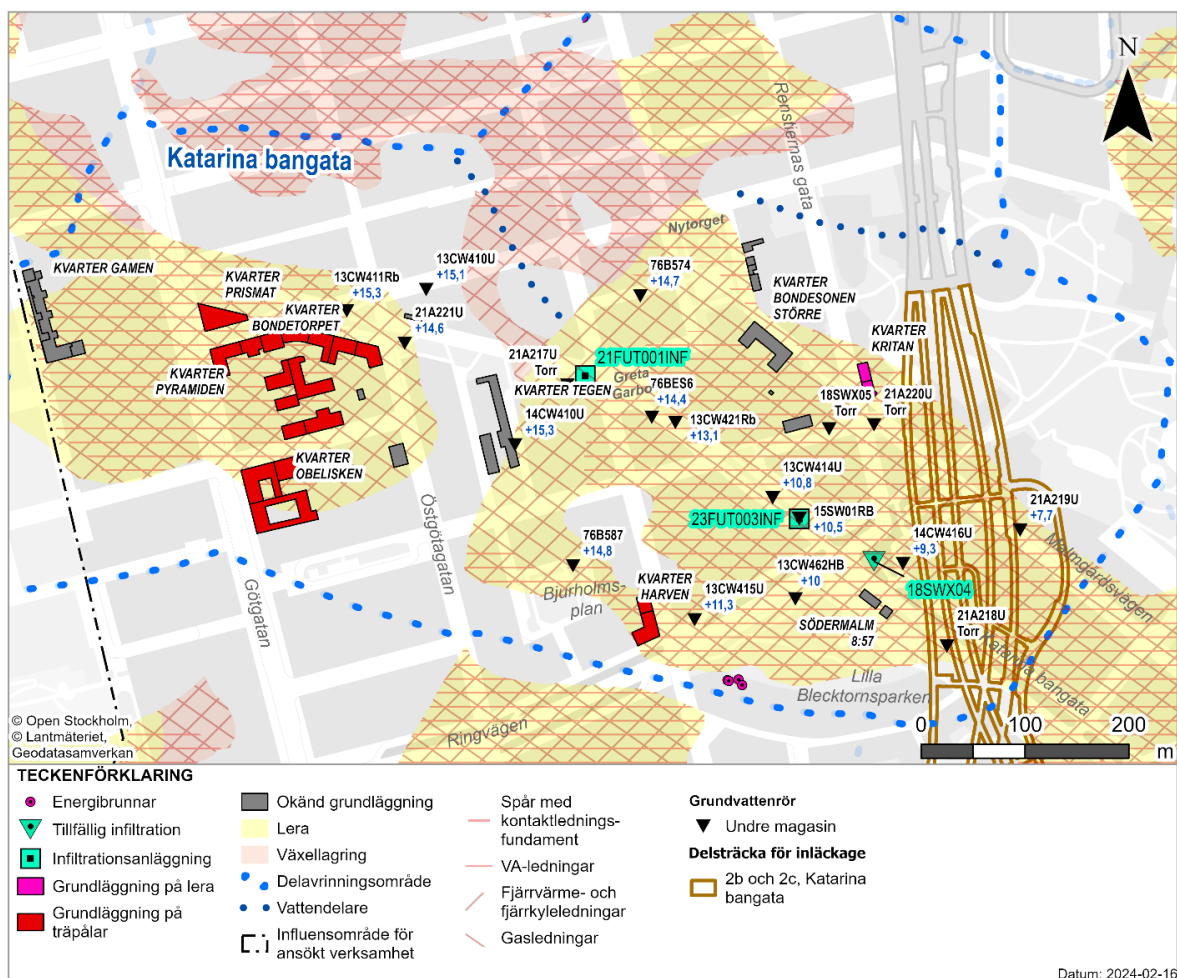 N
Katarina bangata
Renstiernas gata
Nytorget
KVARTER GAMEN
KVARTER
PRISMAT
13CW411Rb
+15,3
13CW410U
+15,1
76B574
+14,7
KVARTER
BONDESONEN
STÖRRE
KVARTER
BONDETORPET
21A221U
+14,6
KVARTER
KRITAN
KVARTER
PYRAMIDEN
21A217U
Torr
21FUT001INF
KVARTER TEGEN
Greta
Garbo
76BES6
+14,4
18SWX05
Torr
21A220U
Torr
14CW410U
+15,3
13CW421Rb
+13,1
KVARTER
OBELISKEN
13CW414U
+10,8
23FUT003INF
15SW01RB
+10,5
21A219U
+7,7
Östgötagatan
76B587
+14,8
14CW416U
+9,3
Malmgårdsvägen
Götgatan
Bjurholms-
plan
KVARTER
HARVEN
13CW415U
+11,3
13CW462HB
+10
18SWX04
SÖDERMALM
8:57
21A218U
Torr
Katarina bangata
Lilla
Blecktornsparken
Ringvägen
© Open Stockholm,
© Lantmäteriet,
Geodatasamverkan
0 100 200
m
TECKENFÖRKLARING
Energibrunnar
Tillfällig infiltration
Infiltrationsanläggning
Grundläggning på lera
Grundläggning på
träpålar
Okänd grundläggning
Lera
Växellagring
Delavrinningsområde
Vattendelare
Influensområde för
ansökt verksamhet
Spår med
kontaktlednings-
fundament
VA-ledningar
Fjärrvärme- och
fjärrkyleledningar
Gasledningar
Grundvattenrör
Undre magasin
Delsträcka för inläckage
2b och 2c, Katarina
bangata
Datum: 2024-02-16